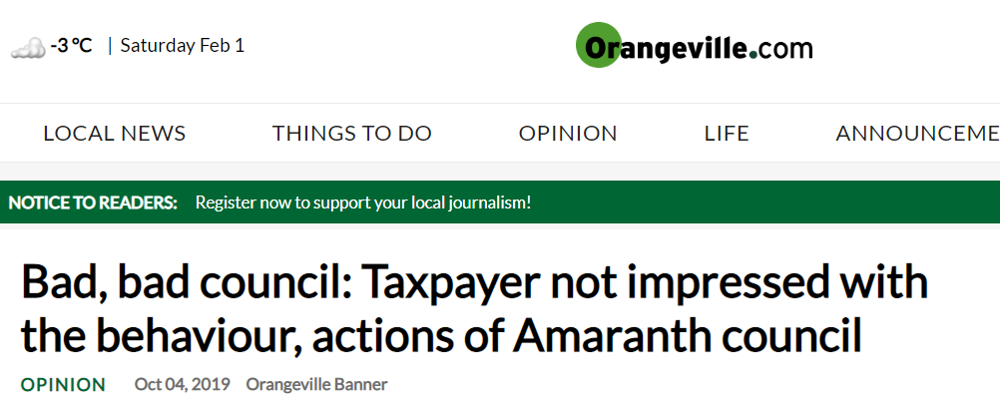 -3 °C | Saturday Feb 1
Orangeville.com
LOCAL NEWS THINGS TO DO OPINION LIFE ANNOUNCEME
NOTICE TO READERS: Register now to support your local journalism!
Bad, bad council: Taxpayer not impressed with
the behaviour, actions of Amaranth council
OPINION Oct 04, 2019 Orangeville Banner